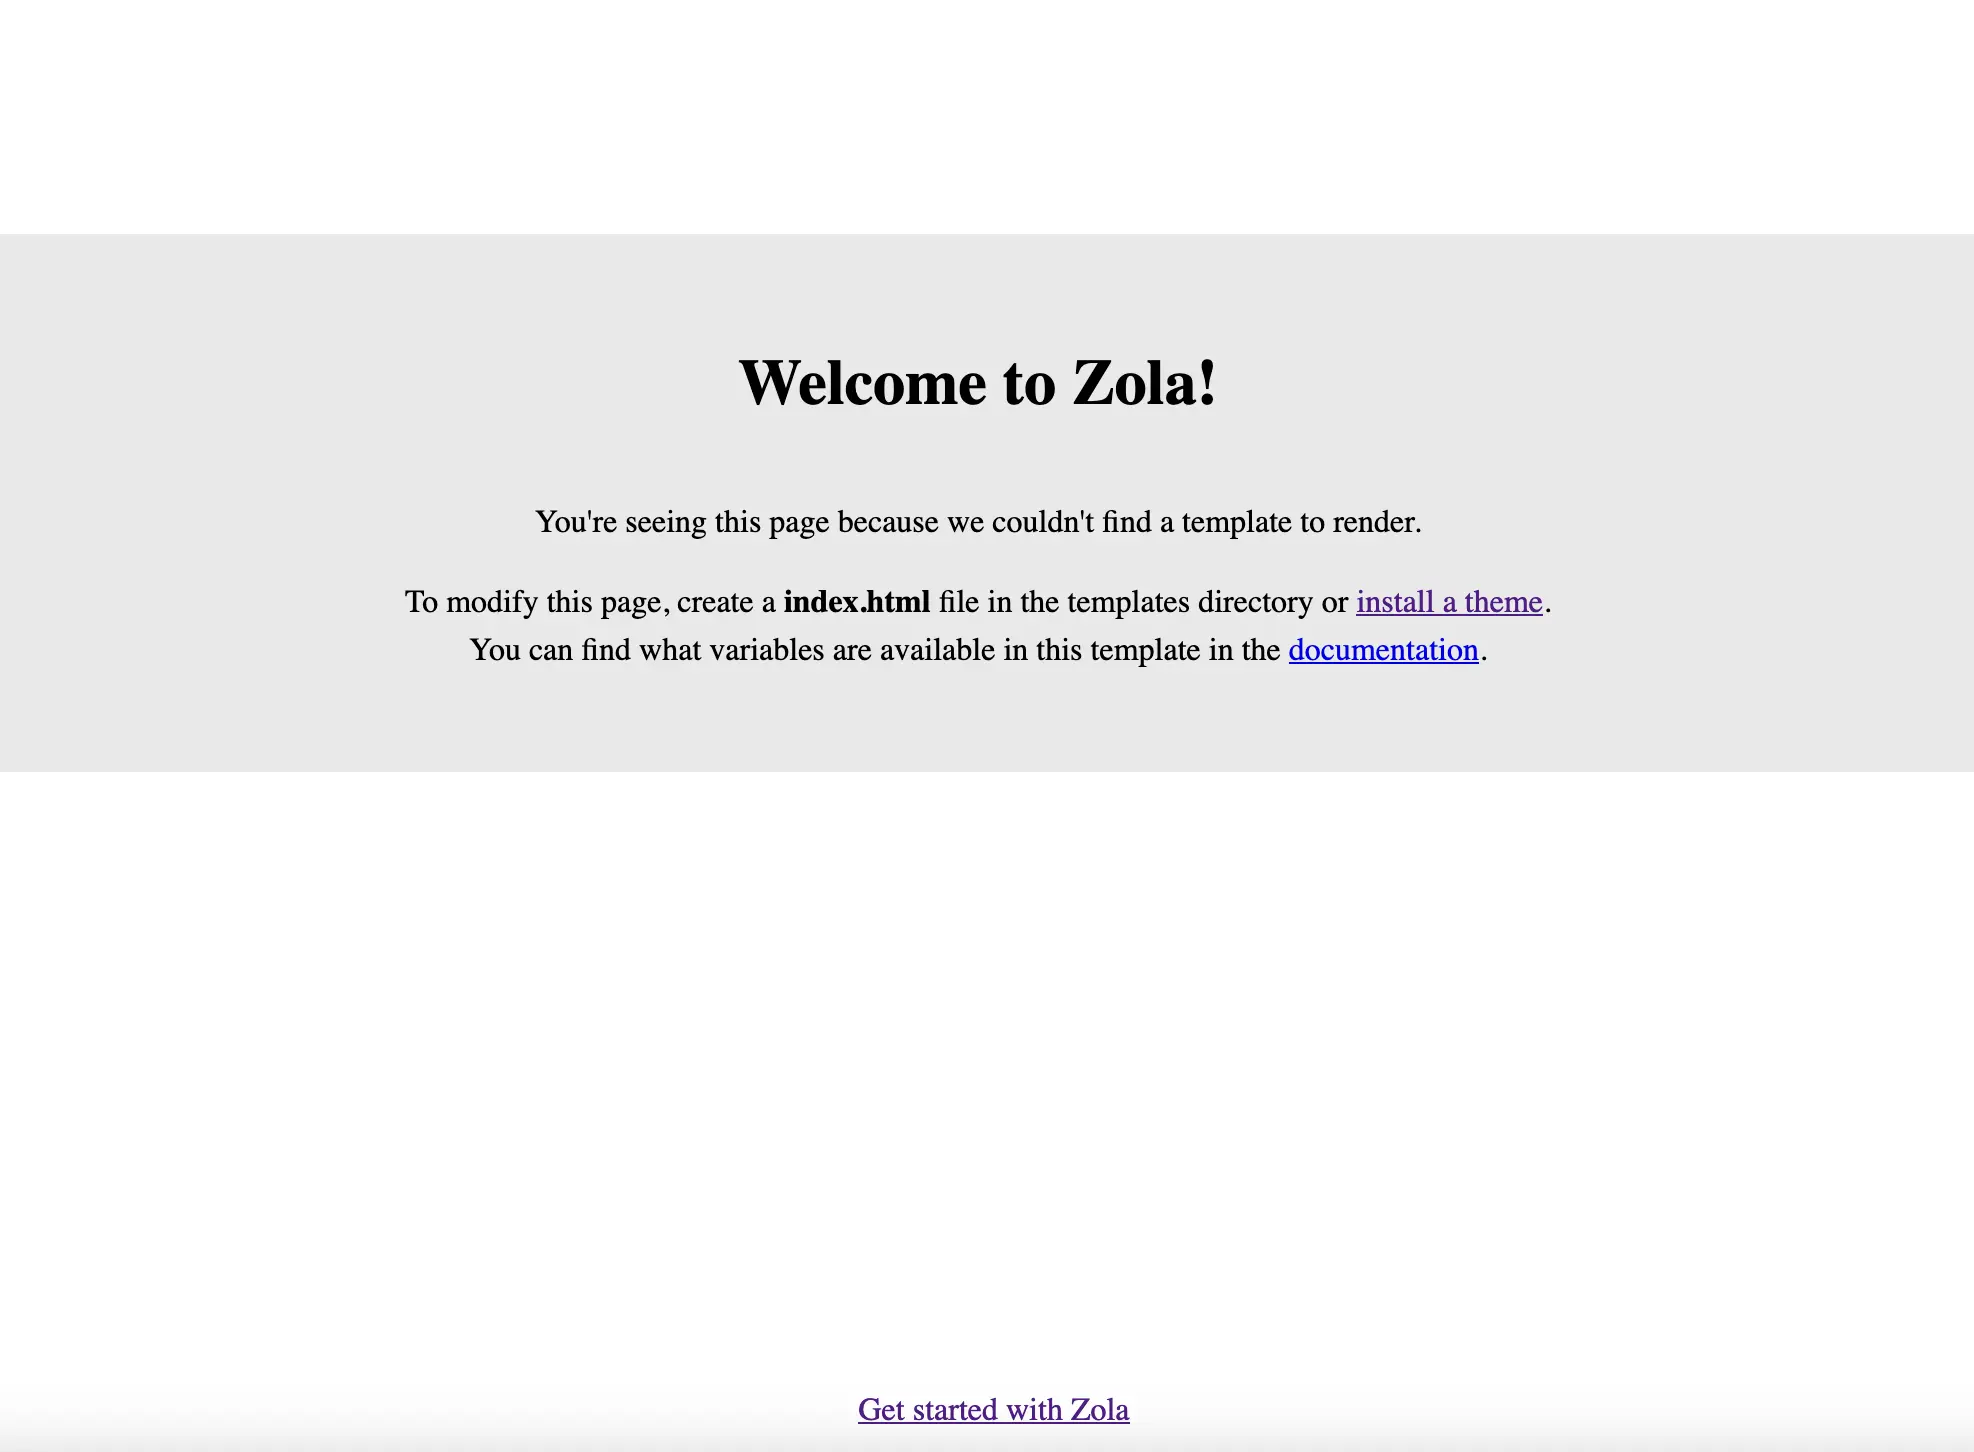 Welcome to Zola!
You're seeing this page because we couldn't find a template to render.
To modify this page, create a index.html file in the templates directory or install a theme.
You can find what variables are available in this template in the documentation.
Get started with Zola